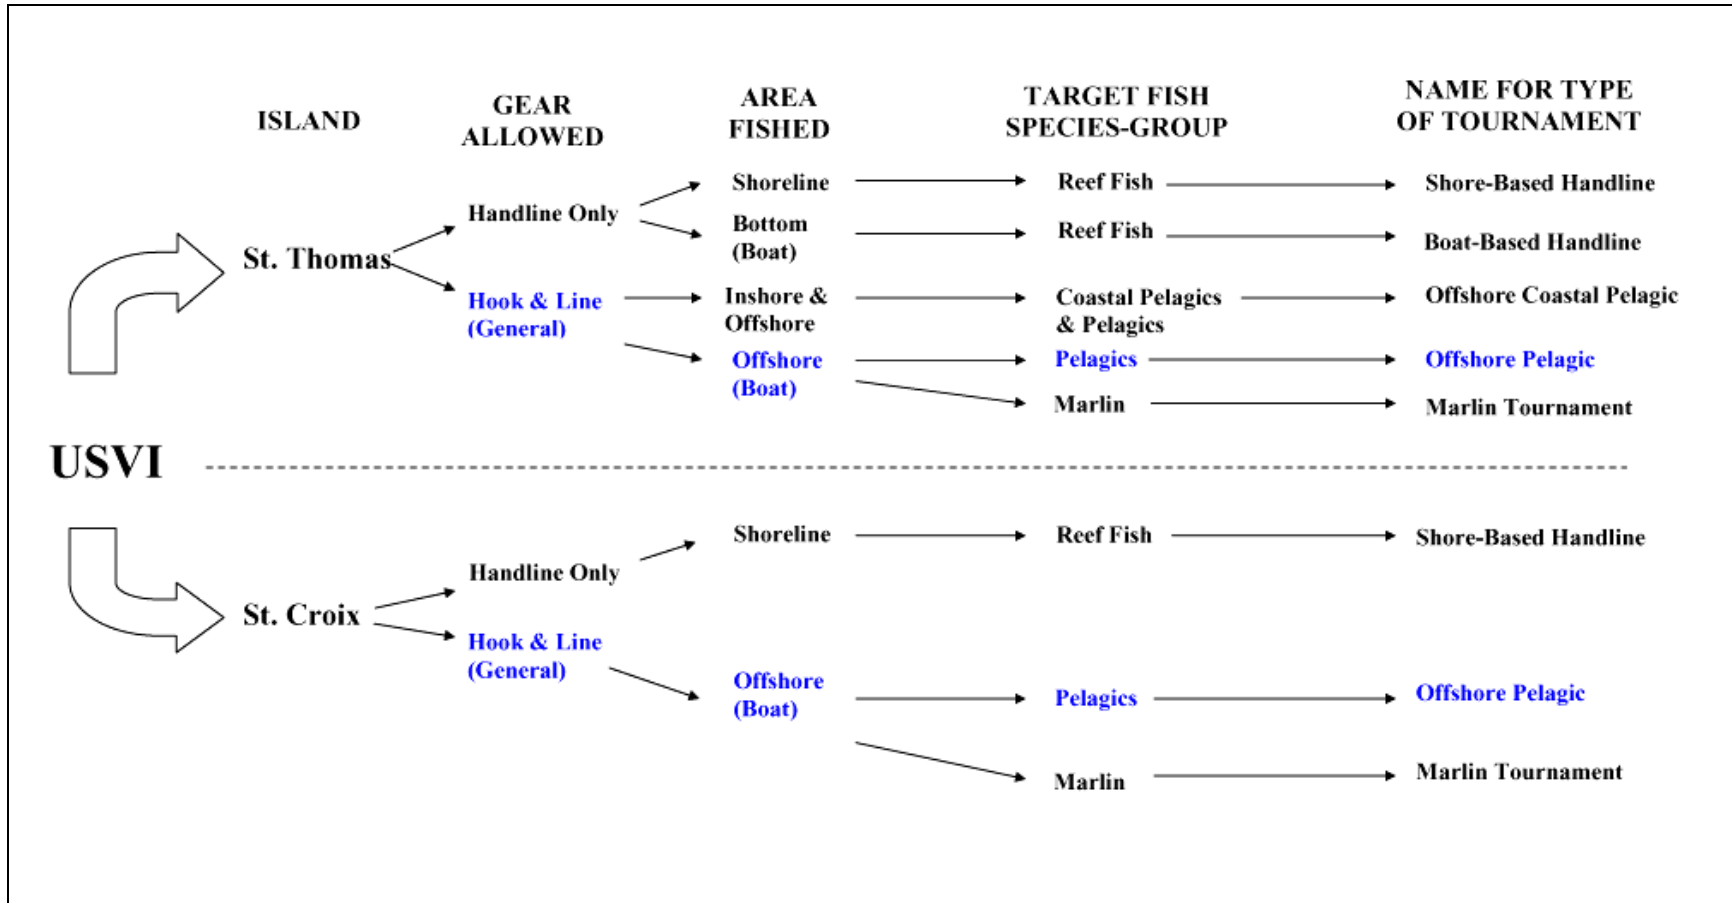 ISLAND
GEAR
ALLOWED
AREA
FISHED
TARGET FISH
SPECIES-GROUP
NAME FOR TYPE
OF TOURNAMENT
St. Thomas
Handline Only
Shoreline
Reef Fish
Shore-Based Handline
Bottom
(Boat)
Reef Fish
Boat-Based Handline
Hook & Line
(General)
Inshore &
Offshore
Coastal Pelagics
& Pelagics
Offshore Coastal Pelagic
Offshore
(Boat)
Pelagics
Offshore Pelagic
Marlin
Marlin Tournament
USVI
St. Croix
Handline Only
Shoreline
Reef Fish
Shore-Based Handline
Hook & Line
(General)
Offshore
(Boat)
Pelagics
Offshore Pelagic
Marlin
Marlin Tournament